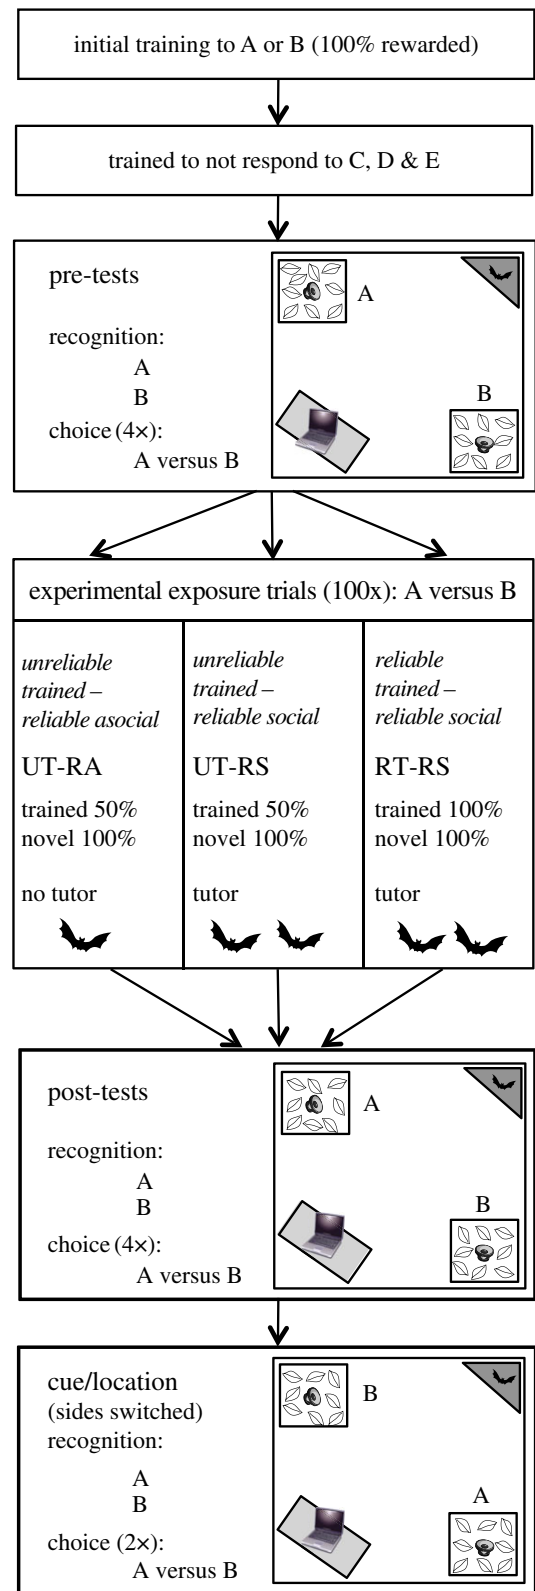 initial training to A or B (100% rewarded)
trained to not respond to C, D & E
pre-tests
recognition:
A
B
choice (4×):
A versus B
A
B
experimental exposure trials (100x): A versus B
unreliable
trained –
reliable asocial
UT-RA
trained 50%
novel 100%
no tutor
unreliable
trained –
reliable social
UT-RS
trained 50%
novel 100%
tutor
reliable
trained –
reliable social
RT-RS
trained 100%
novel 100%
tutor
post-tests
recognition:
A
B
choice (4×):
A versus B
A
B
cue/location
(sides switched)
recognition:
A
B
choice (2×):
A versus B
B
A